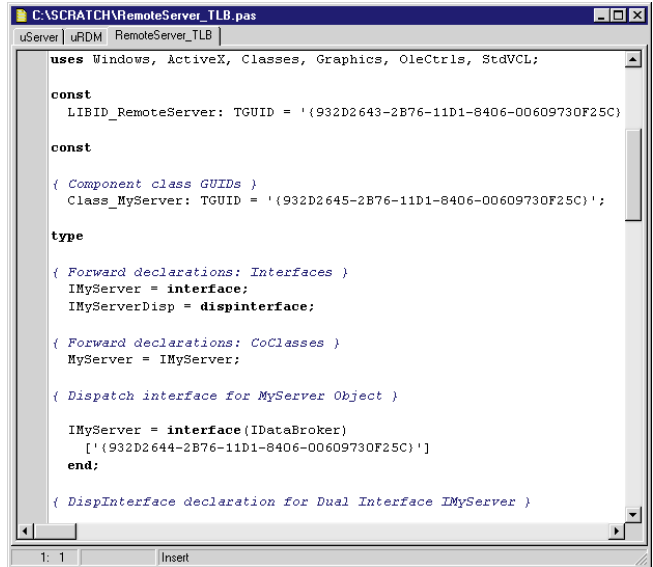 C:\SCRATCH\RemoteServer_TLB.pas
uServer uRDM RemoteServer_TLB
uses Windows, ActiveX, Classes, Graphics, OleCtrls, StdVCL;
const
LIBID_RemoteServer: TGUID = '{932D2643-2B76-11D1-8406-00609730F25C}
const
{ Component class GUIDs }
Class_MyServer: TGUID = '{932D2645-2B76-11D1-8406-00609730F25C}';
type
{ Forward declarations: Interfaces }
IMyServer = interface;
IMyServerDisp = dispinterface;
{ Forward declarations: CoClasses }
MyServer = IMyServer;
{ Dispatch interface for MyServer Object }
IMyServer = interface(IDataBroker)
['{932D2644-2B76-11D1-8406-00609730F25C}']
end;
{ DispInterface declaration for Dual Interface IMyServer }
1: 1 Insert